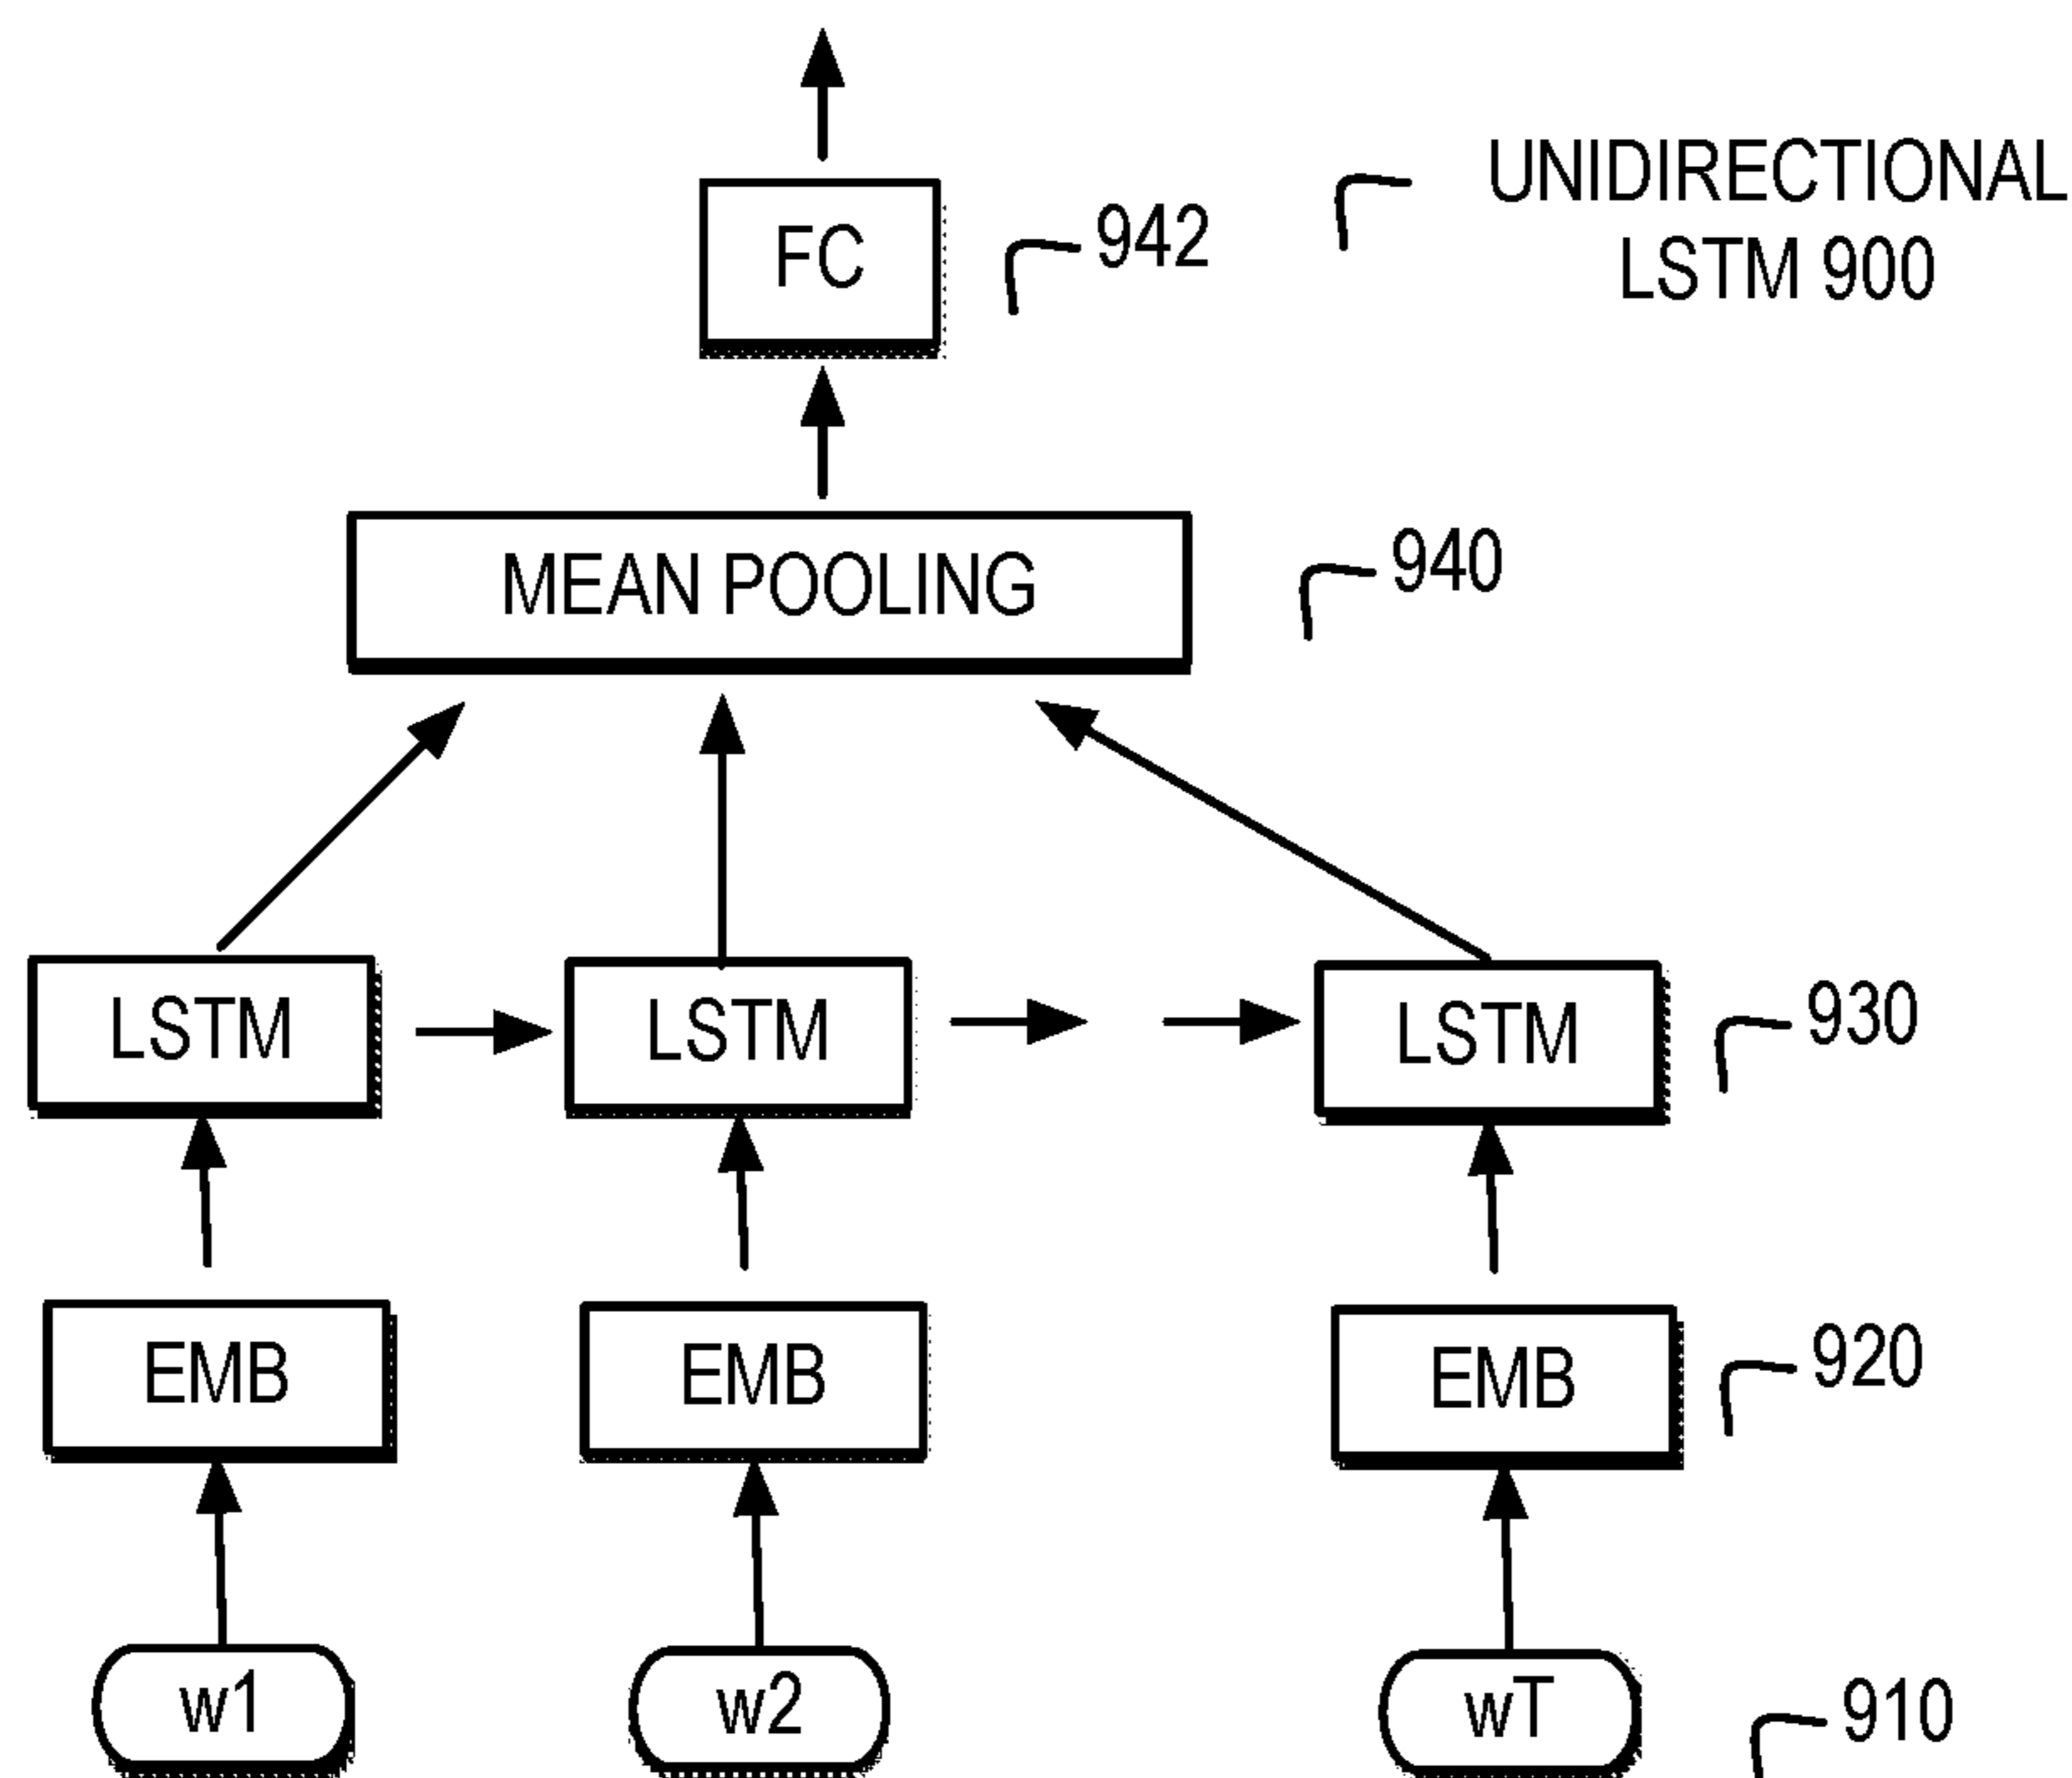 UNIDIRECTIONAL
LSTM 900
FC
942
MEAN POOLING
940
LSTM
LSTM
LSTM
930
EMB
EMB
EMB
920
w1
w2
wT
910